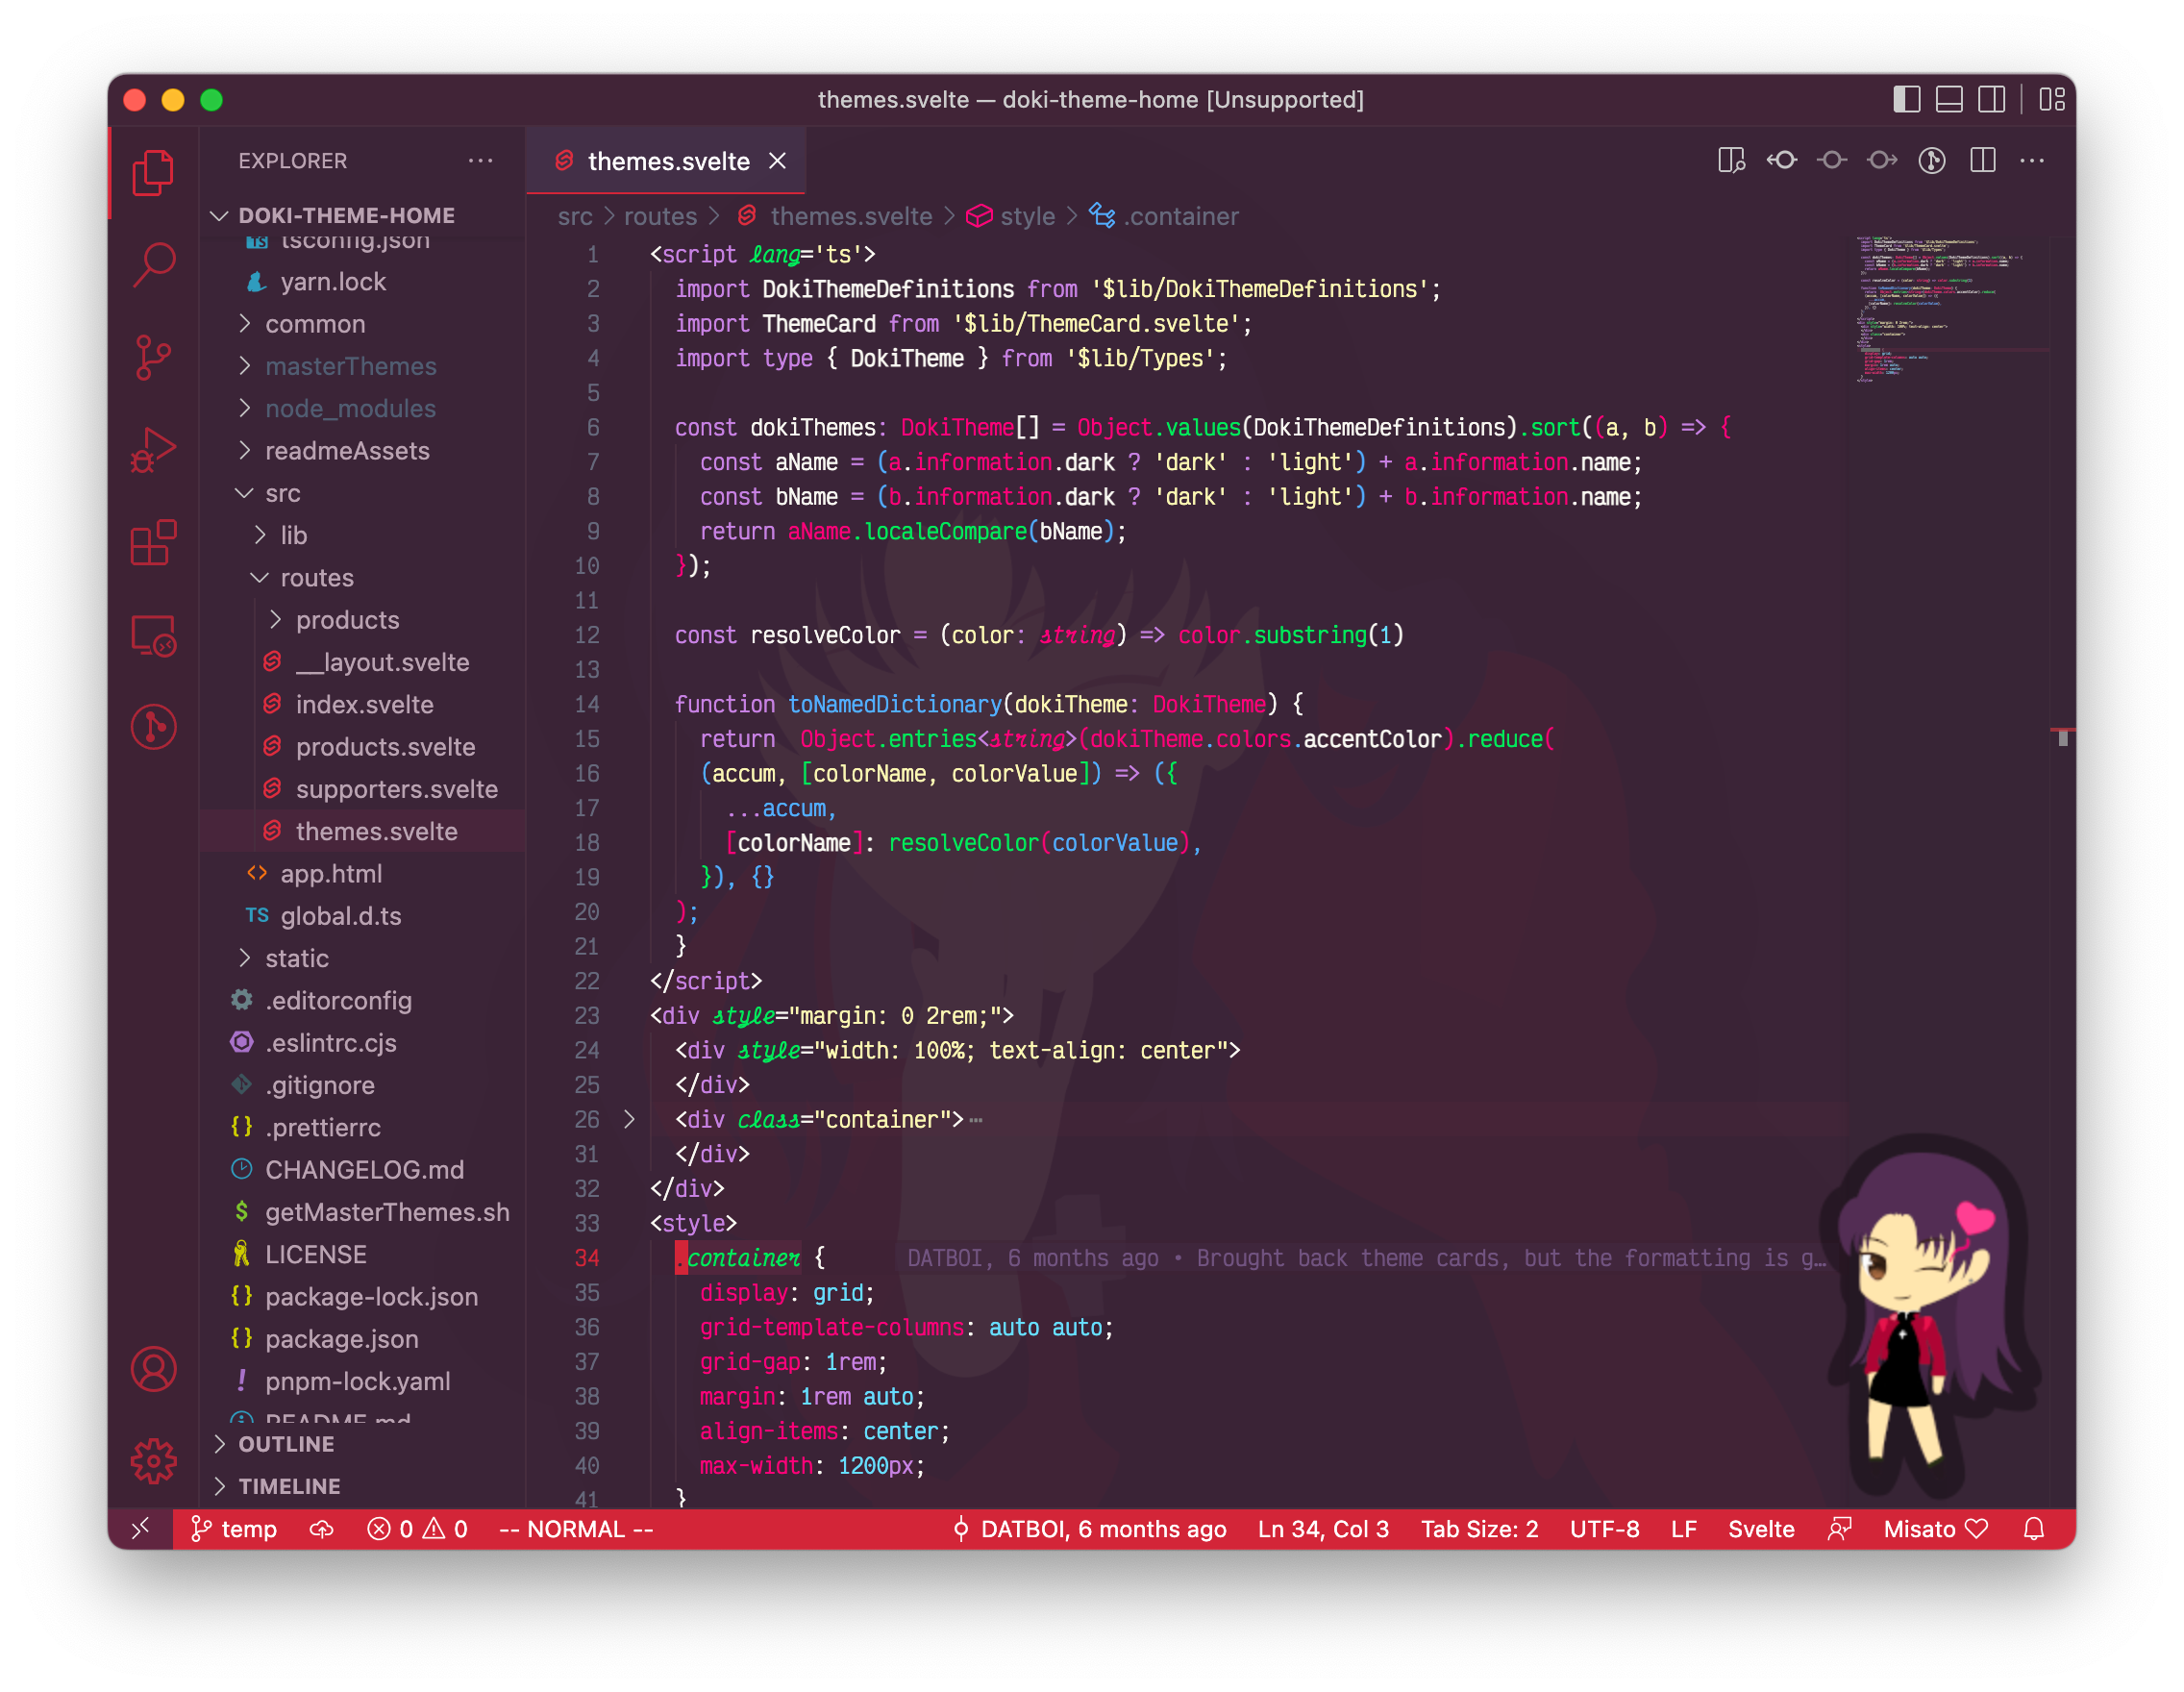 themes.svelte — doki-theme-home [Unsupported]
EXPLORER
DOKI-THEME-HOME
tsconfig.json
yarn.lock
common
masterThemes
node_modules
readmeAssets
src
lib
routes
products
__layout.svelte
index.svelte
products.svelte
supporters.svelte
themes.svelte
app.html
TS global.d.ts
static
.editorconfig
.eslintrc.cjs
.gitignore
.prettierrc
CHANGELOG.md
getMasterThemes.sh
LICENSE
package-lock.json
package.json
pnpm-lock.yaml
README.md
OUTLINE
TIMELINE
themes.svelte
src > routes > themes.svelte > style > .container
1 <script lang='ts'>
2 import DokiThemeDefinitions from '$lib/DokiThemeDefinitions';
3 import ThemeCard from '$lib/ThemeCard.svelte';
4 import type { DokiTheme } from '$lib/Types';
5
6 const dokiThemes: DokiTheme[] = Object.values(DokiThemeDefinitions).sort((a, b) => {
7 const aName = (a.information.dark ? 'dark' : 'light') + a.information.name;
8 const bName = (b.information.dark ? 'dark' : 'light') + b.information.name;
9 return aName.localeCompare(bName);
10 });
11
12 const resolveColor = (color: string) => color.substring(1)
13
14 function toNamedDictionary(dokiTheme: DokiTheme) {
15 return  Object.entries<string>(dokiTheme.colors.accentColor).reduce(
16 (accum, [colorName, colorValue]) => ({
17 ...accum,
18 [colorName]: resolveColor(colorValue),
19 }), {}
20 );
21 }
22 </script>
23 <div style="margin: 0 2rem;">
24 <div style="width: 100%; text-align: center">
25 </div>
26 <div class="container">⋯
31 </div>
32 </div>
33 <style>
34 .container { DATBOI, 6 months ago • Brought back theme cards, but the formatting is g…
35 display: grid;
36 grid-template-columns: auto auto;
37 grid-gap: 1rem;
38 margin: 1rem auto;
39 align-items: center;
40 max-width: 1200px;
41 }
temp 0 0 -- NORMAL -- DATBOI, 6 months ago Ln 34, Col 3 Tab Size: 2 UTF-8 LF Svelte Misato ♡